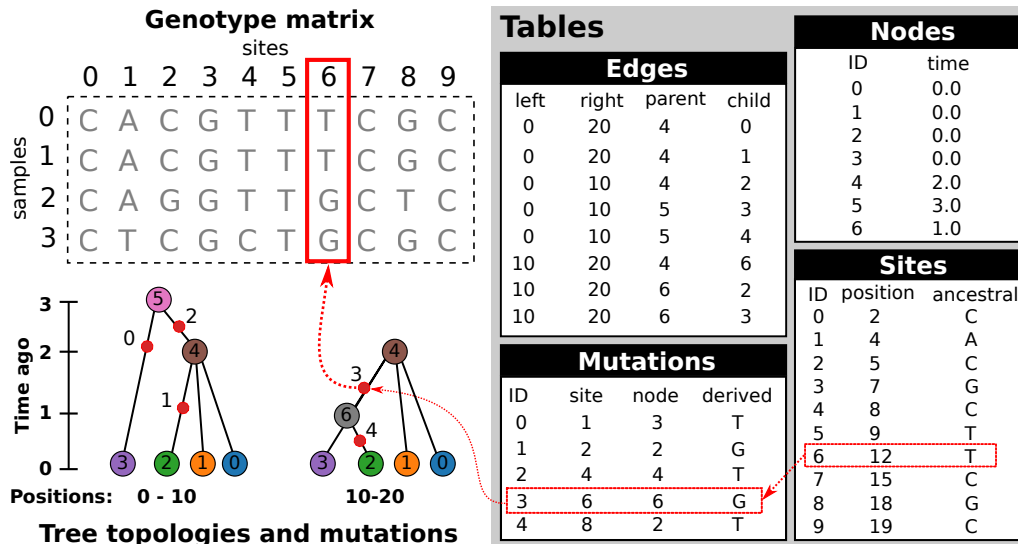 Genotype matrix
sites
0 1 2 3 4 5 6 7 8 9
samples
0 C A C G T T T C G C
1 C A C G T T T C G C
2 C A G G T T G C T C
3 C T C G C T G C G C
Time ago
3
2
1
0
5
2
0
4
1
3 2 1 0
4
3
6
4
3 2 1 0
Positions: 0 - 10 10-20
Tree topologies and mutations
Tables
Edges
left right parent child
0 20 4 0
0 20 4 1
0 10 4 2
0 10 5 3
0 10 5 4
10 20 4 6
10 20 6 2
10 20 6 3
Mutations
ID site node derived
0 1 3 T
1 2 2 G
2 4 4 T
3 6 6 G
4 8 2 T
Nodes
ID time
0 0.0
1 0.0
2 0.0
3 0.0
4 2.0
5 3.0
6 1.0
Sites
ID position ancestral
0 2 C
1 4 A
2 5 C
3 7 G
4 8 C
5 9 T
6 12 T
7 15 C
8 18 G
9 19 C